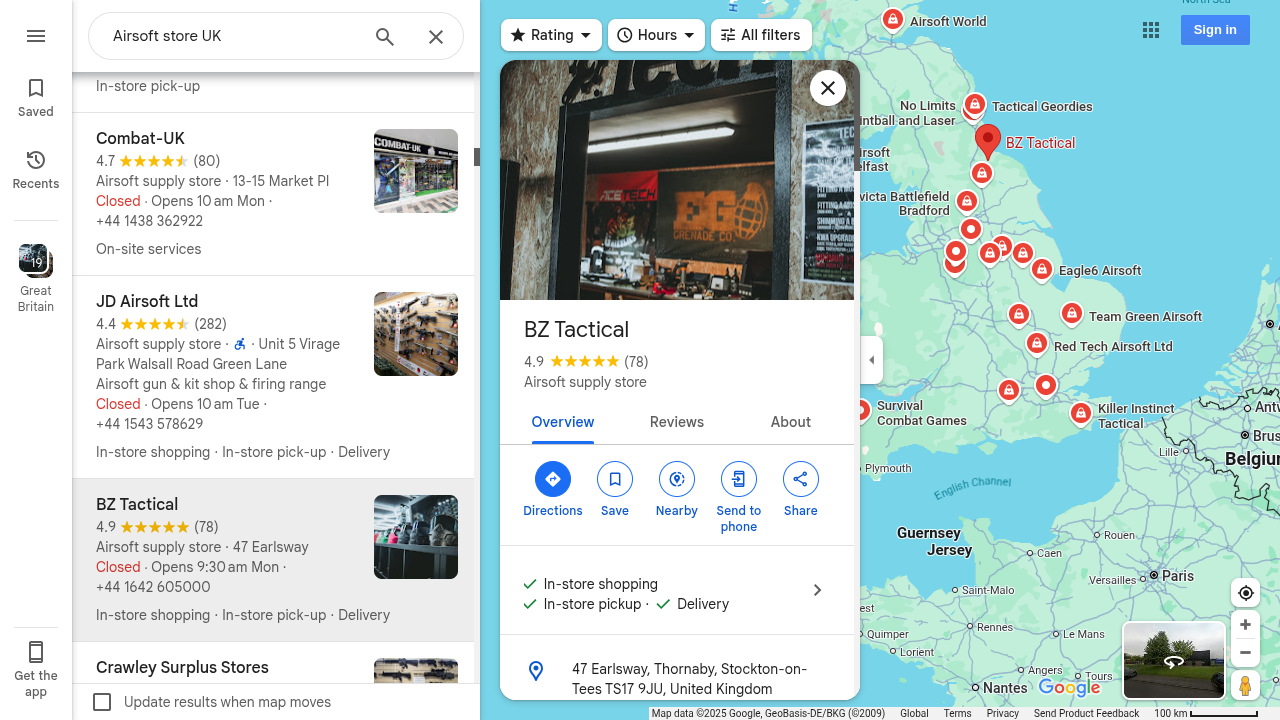 Airsoft store UK
Saved
Recents
19
Great
Britain
Get the
app
In-store pick-up
Combat-UK
4.7 (80)
Airsoft supply store · 13-15 Market Pl
Closed · Opens 10 am Mon ·
+44 1438 362922
On-site services
COMBAT-UK
JD Airsoft Ltd
4.4 (282)
Airsoft supply store · · Unit 5 Virage
Park Walsall Road Green Lane
Airsoft gun & kit shop & firing range
Closed · Opens 10 am Tue ·
+44 1543 578629
In-store shopping · In-store pick-up · Delivery
BZ Tactical
4.9 (78)
Airsoft supply store · 47 Earlsway
Closed · Opens 9:30 am Mon ·
+44 1642 605000
In-store shopping · In-store pick-up · Delivery
Crawley Surplus Stores
Update results when map moves
Rating
Hours
All filters
Sign in
ACETECH
EG
GRENADE CO.
TEC
BZ Tactical
4.9 (78)
Airsoft supply store
Overview
Reviews
About
Directions
Save
Nearby
Send to
phone
Share
In-store shopping
In-store pickup · Delivery
47 Earlsway, Thornaby, Stockton-on-
Tees TS17 9JU, United Kingdom
North Sea
Airsoft World
No Limits
intball and Laser
Tactical Geordies
BZ Tactical
irsoft
elfast
victa Battlefield
Bradford
Eagle6 Airsoft
Team Green Airsoft
Red Tech Airsoft Ltd
Survival
Combat Games
Killer Instinct
Tactical
Antw
Brus
Lille
Belgium
Plymouth
English Channel
Guernsey
Jersey
Rouen
Caen
Versailles
Paris
Saint-Malo
est
Quimper
Rennes
Le Mans
Lorient
Angers
Tours
Nantes
Google
Map data ©2025 Google, GeoBasis-DE/BKG (©2009)
Global
Terms
Privacy
Send Product Feedback
100 km